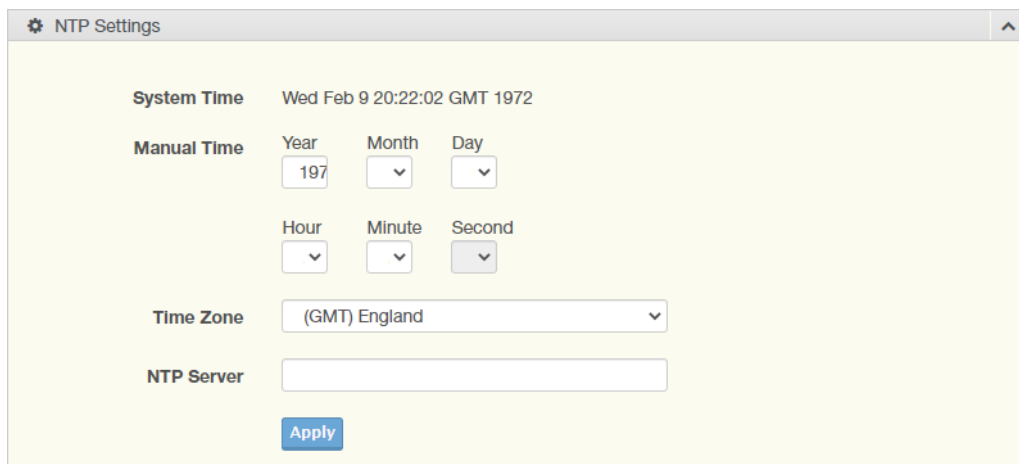 NTP Settings
System Time Wed Feb 9 20:22:02 GMT 1972
Manual Time
Year Month Day
197
Hour Minute Second
Time Zone (GMT) England
NTP Server
Apply